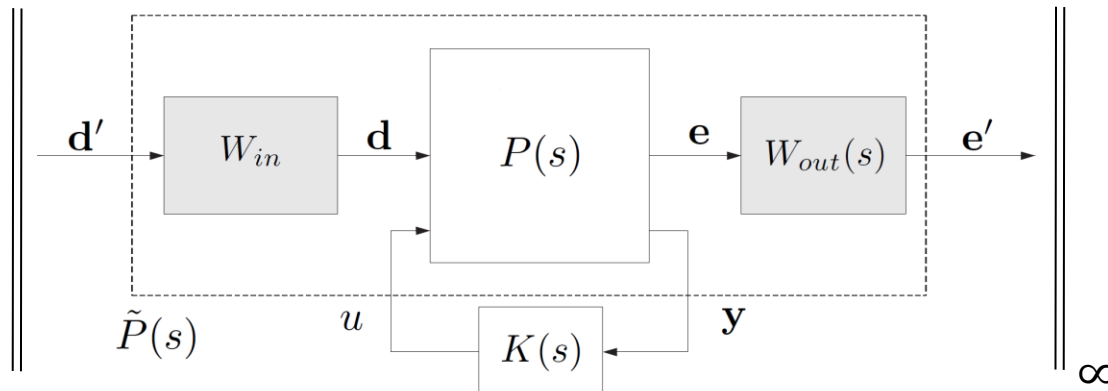 d′ W_in d P(s) e W_out(s) e′
P̃(s) u K(s) y ∞